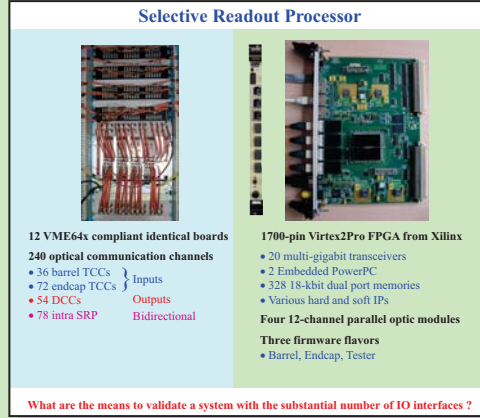 Selective Readout Processor
12 VME64x compliant identical boards
240 optical communication channels
• 36 barrel TCCs
• 72 endcap TCCs
} Inputs
• 54 DCCs Outputs
• 78 intra SRP Bidirectional
1700-pin Virtex2Pro FPGA from Xilinx
• 20 multi-gigabit transceivers
• 2 Embedded PowerPC
• 328 18-kbit dual port memories
• Various hard and soft IPs
Four 12-channel parallel optic modules
Three firmware flavors
• Barrel, Endcap, Tester
What are the means to validate a system with the substantial number of IO interfaces ?